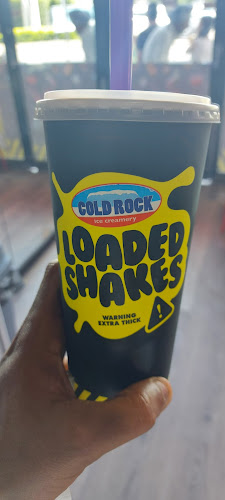 COLD ROCK
ice creamery
LOADED
SHAKES
WARNING
EXTRA THICK
!